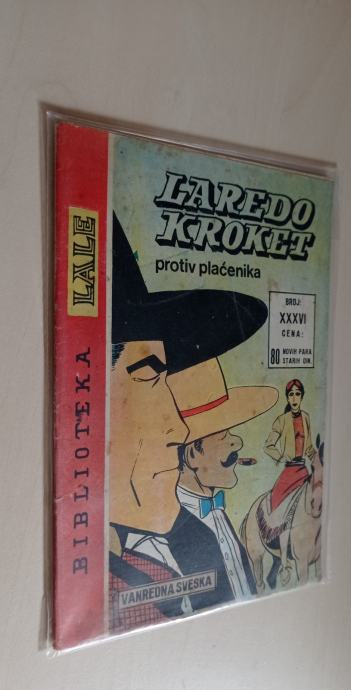 BIBLIOTEKA LALE
LAREDO
KROKET
protiv plaćenika
BROJ:
XXXVI
CENA:
80 NOVIH PARA
STARIH DIN.
VANREDNA SVESKA